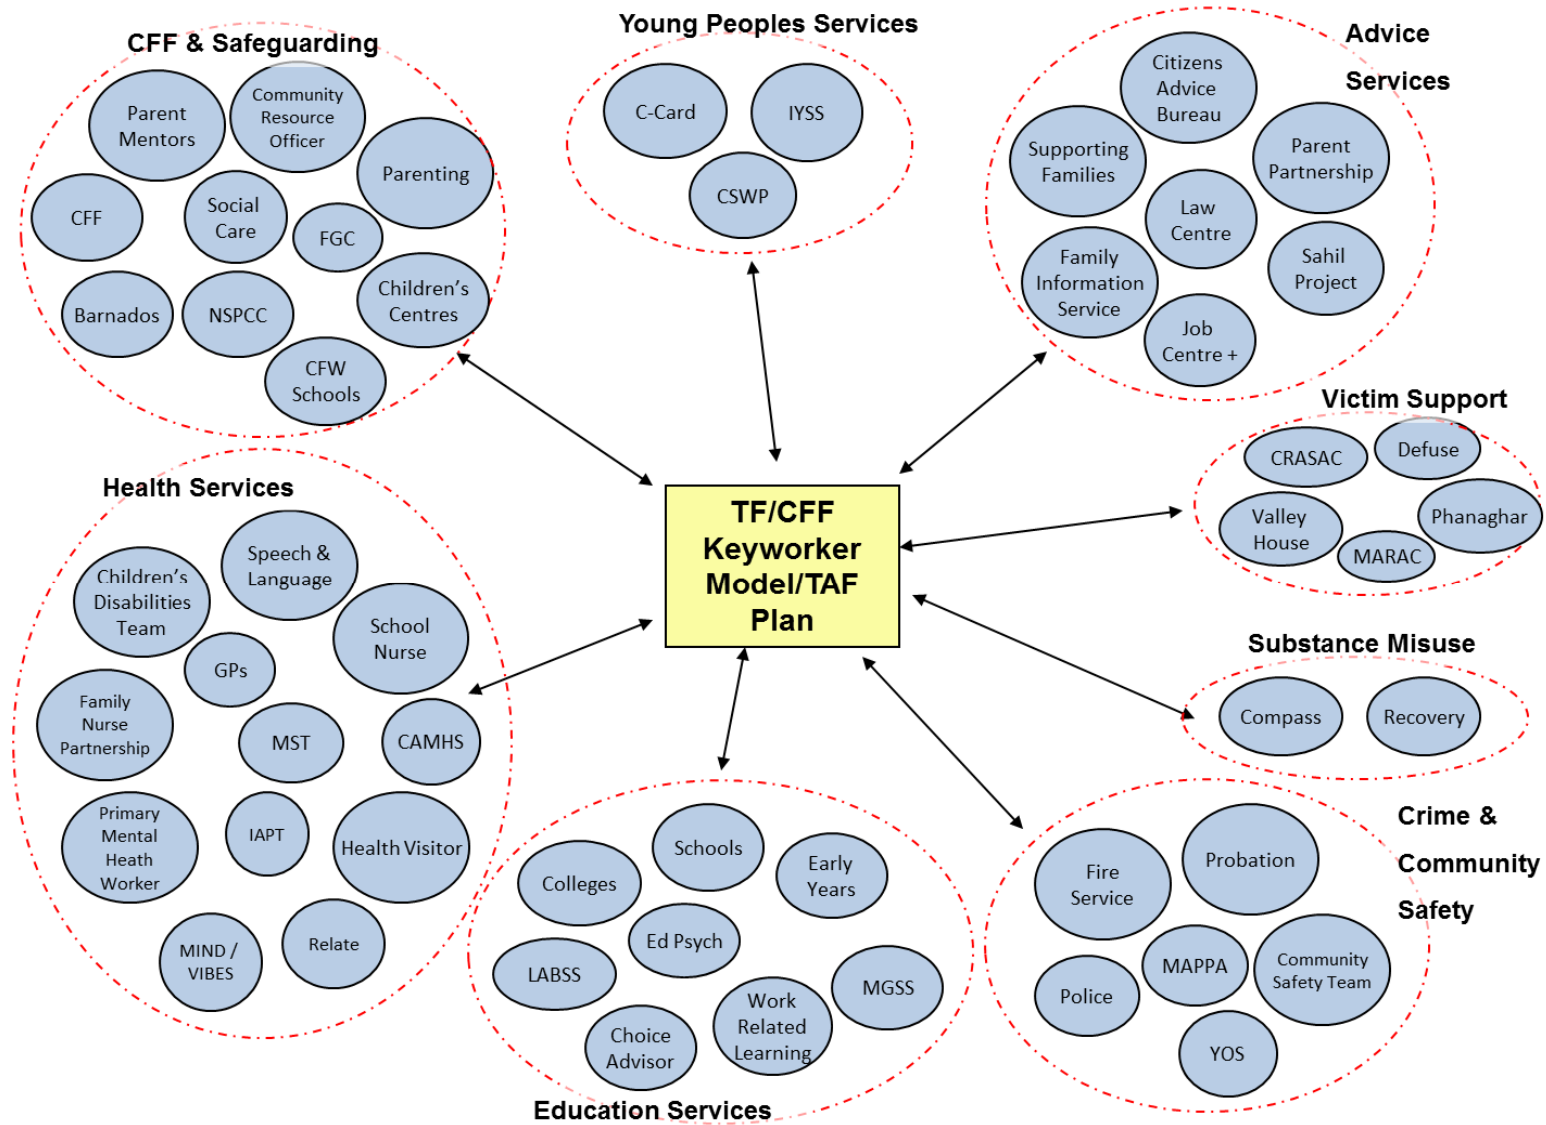 CFF & Safeguarding
Parent
Mentors
Community
Resource
Officer
Parenting
CFF
Social
Care
FGC
Barnados
NSPCC
Children's
Centres
CFW
Schools
Young Peoples Services
C-Card
IYSS
CSWP
Advice
Services
Citizens
Advice
Bureau
Supporting
Families
Parent
Partnership
Law
Centre
Family
Information
Service
Sahil
Project
Job
Centre +
Victim Support
CRASAC
Defuse
Valley
House
MARAC
Phanaghar
TF/CFF
Keyworker
Model/TAF
Plan
Health Services
Speech &
Language
Children's
Disabilities
Team
School
Nurse
GPs
Family
Nurse
Partnership
MST
CAMHS
Primary
Mental
Heath
Worker
IAPT
Health Visitor
MIND /
VIBES
Relate
Substance Misuse
Compass
Recovery
Schools
Colleges
Early
Years
Ed Psych
LABSS
MGSS
Work
Related
Learning
Choice
Advisor
Education Services
Crime &
Community
Safety
Fire
Service
Probation
MAPPA
Community
Safety Team
Police
YOS